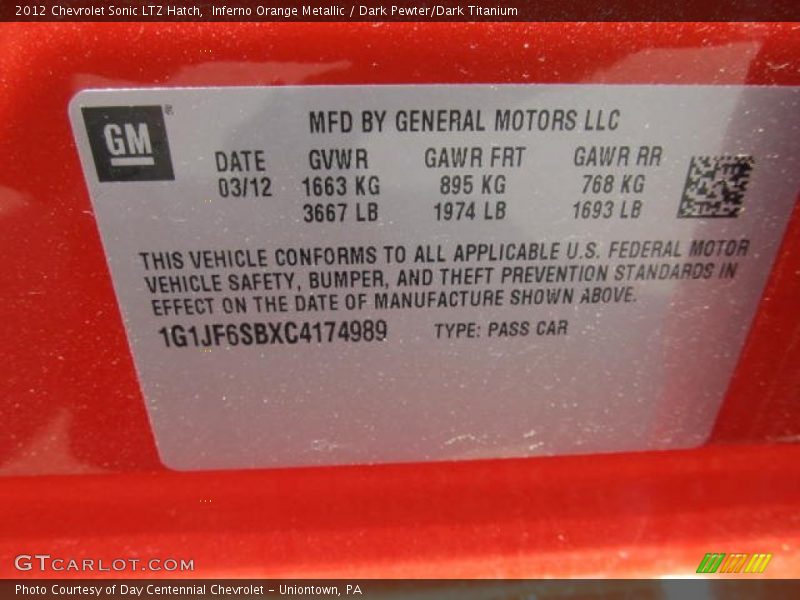 2012 Chevrolet Sonic LTZ Hatch,  Inferno Orange Metallic / Dark Pewter/Dark Titanium
GM ®
MFD BY GENERAL MOTORS LLC
DATE GVWR GAWR FRT GAWR RR
03/12 1663 KG 895 KG 768 KG
3667 LB 1974 LB 1693 LB
THIS VEHICLE CONFORMS TO ALL APPLICABLE U.S. FEDERAL MOTOR
VEHICLE SAFETY, BUMPER, AND THEFT PREVENTION STANDARDS IN
EFFECT ON THE DATE OF MANUFACTURE SHOWN ABOVE.
1G1JF6SBXC4174989 TYPE: PASS CAR
GTCARLOT.COM
Photo Courtesy of Day Centennial Chevrolet - Uniontown, PA